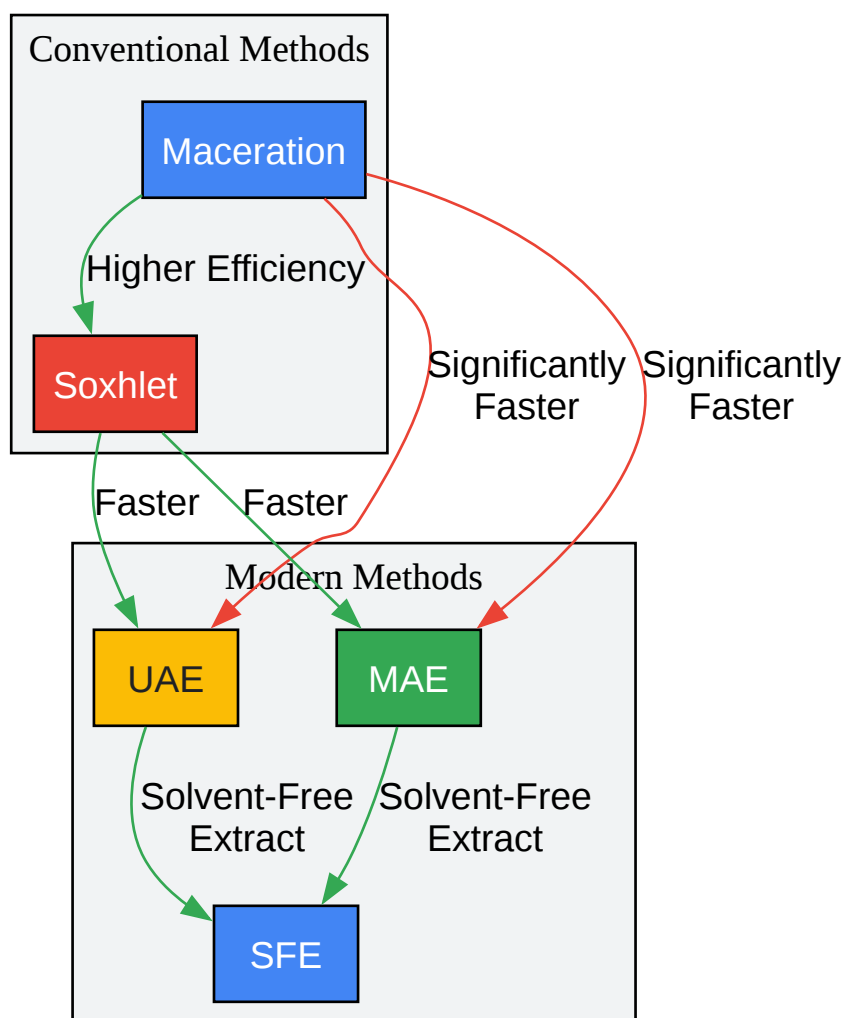 Conventional Methods
Maceration
Higher Efficiency
Significantly
Faster
Significantly
Faster
Soxhlet
Faster
Faster
Modern Methods
UAE
MAE
Solvent-Free
Extract
Solvent-Free
Extract
SFE